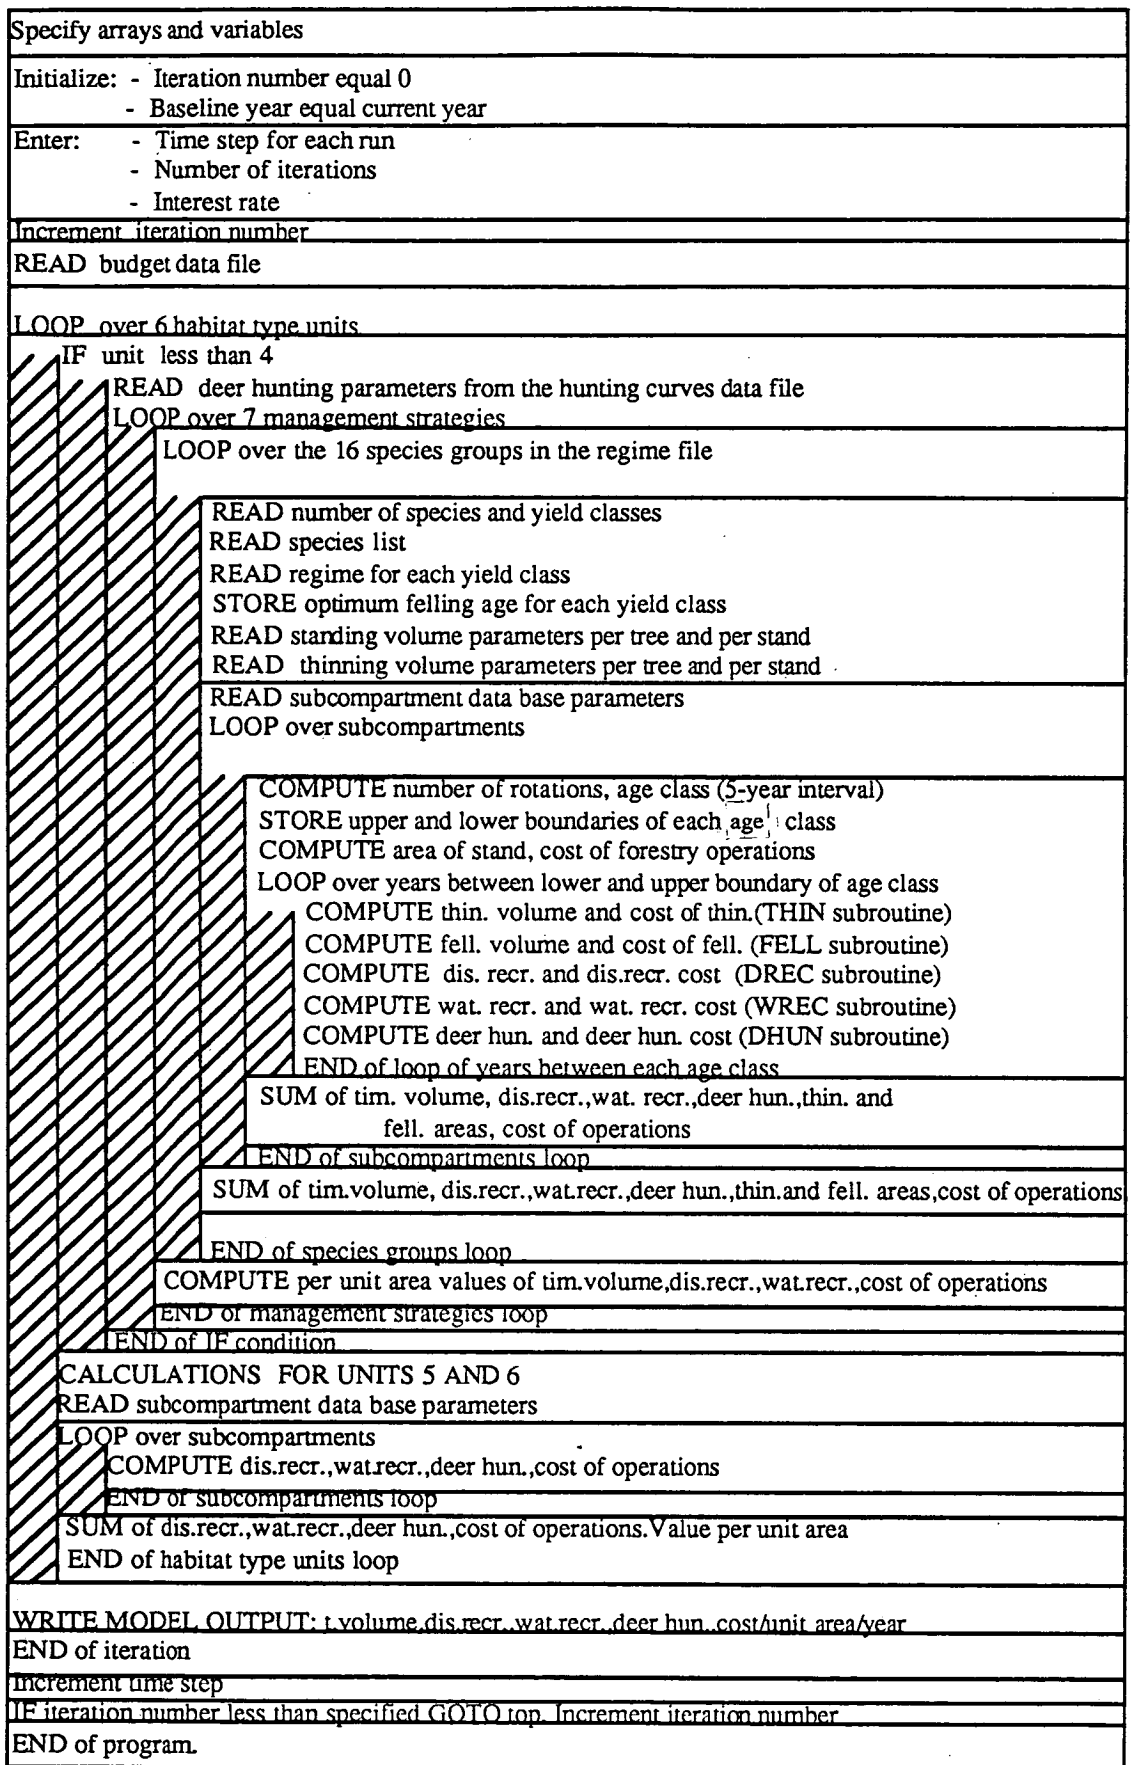 Specify arrays and variables
Initialize: - Iteration number equal 0
- Baseline year equal current year
Enter: - Time step for each run
- Number of iterations
- Interest rate
Increment iteration number
READ budget data file
LOOP over 6 habitat type units
IF unit less than 4
READ deer hunting parameters from the hunting curves data file
LOOP over 7 management strategies
LOOP over the 16 species groups in the regime file
READ number of species and yield classes
READ species list
READ regime for each yield class
STORE optimum felling age for each yield class
READ standing volume parameters per tree and per stand
READ thinning volume parameters per tree and per stand
READ subcompartment data base parameters
LOOP over subcompartments
COMPUTE number of rotations, age class (5-year interval)
STORE upper and lower boundaries of each age class
COMPUTE area of stand, cost of forestry operations
LOOP over years between lower and upper boundary of age class
COMPUTE thin. volume and cost of thin.(THIN subroutine)
COMPUTE fell. volume and cost of fell. (FELL subroutine)
COMPUTE dis. recr. and dis.recr. cost (DREC subroutine)
COMPUTE wat. recr. and wat. recr. cost (WREC subroutine)
COMPUTE deer hun. and deer hun. cost (DHUN subroutine)
END of loop of years between each age class
SUM of tim. volume, dis.recr.,wat. recr.,deer hun.,thin. and
fell. areas, cost of operations
END of subcompartments loop
SUM of tim.volume, dis.recr.,wat.recr.,deer hun.,thin.and fell. areas,cost of operations
END of species groups loop
COMPUTE per unit area values of tim.volume,dis.recr.,wat.recr.,cost of operations
END of management strategies loop
END of IF condition
CALCULATIONS FOR UNITS 5 AND 6
READ subcompartment data base parameters
LOOP over subcompartments
COMPUTE dis.recr.,wat.recr.,deer hun.,cost of operations
END of subcompartments loop
SUM of dis.recr.,wat.recr.,deer hun.,cost of operations.Value per unit area
END of habitat type units loop
WRITE MODEL OUTPUT: t.volume,dis.recr.,wat.recr.,deer hun.,cost/unit area/year
END of iteration
Increment time step
IF iteration number less than specified GOTO top. Increment iteration number
END of program.